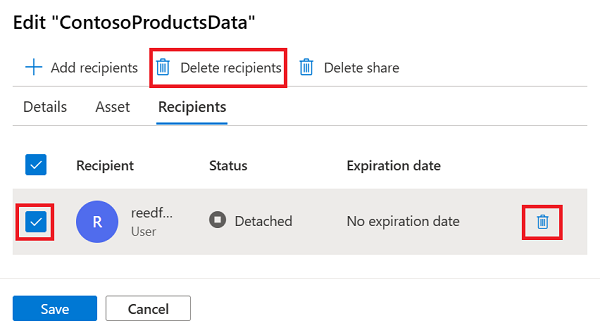 Edit "ContosoProductsData"
Add recipients Delete recipients Delete share
Details Asset Recipients
Recipient Status Expiration date
R reedf... Detached No expiration date
User
Save Cancel